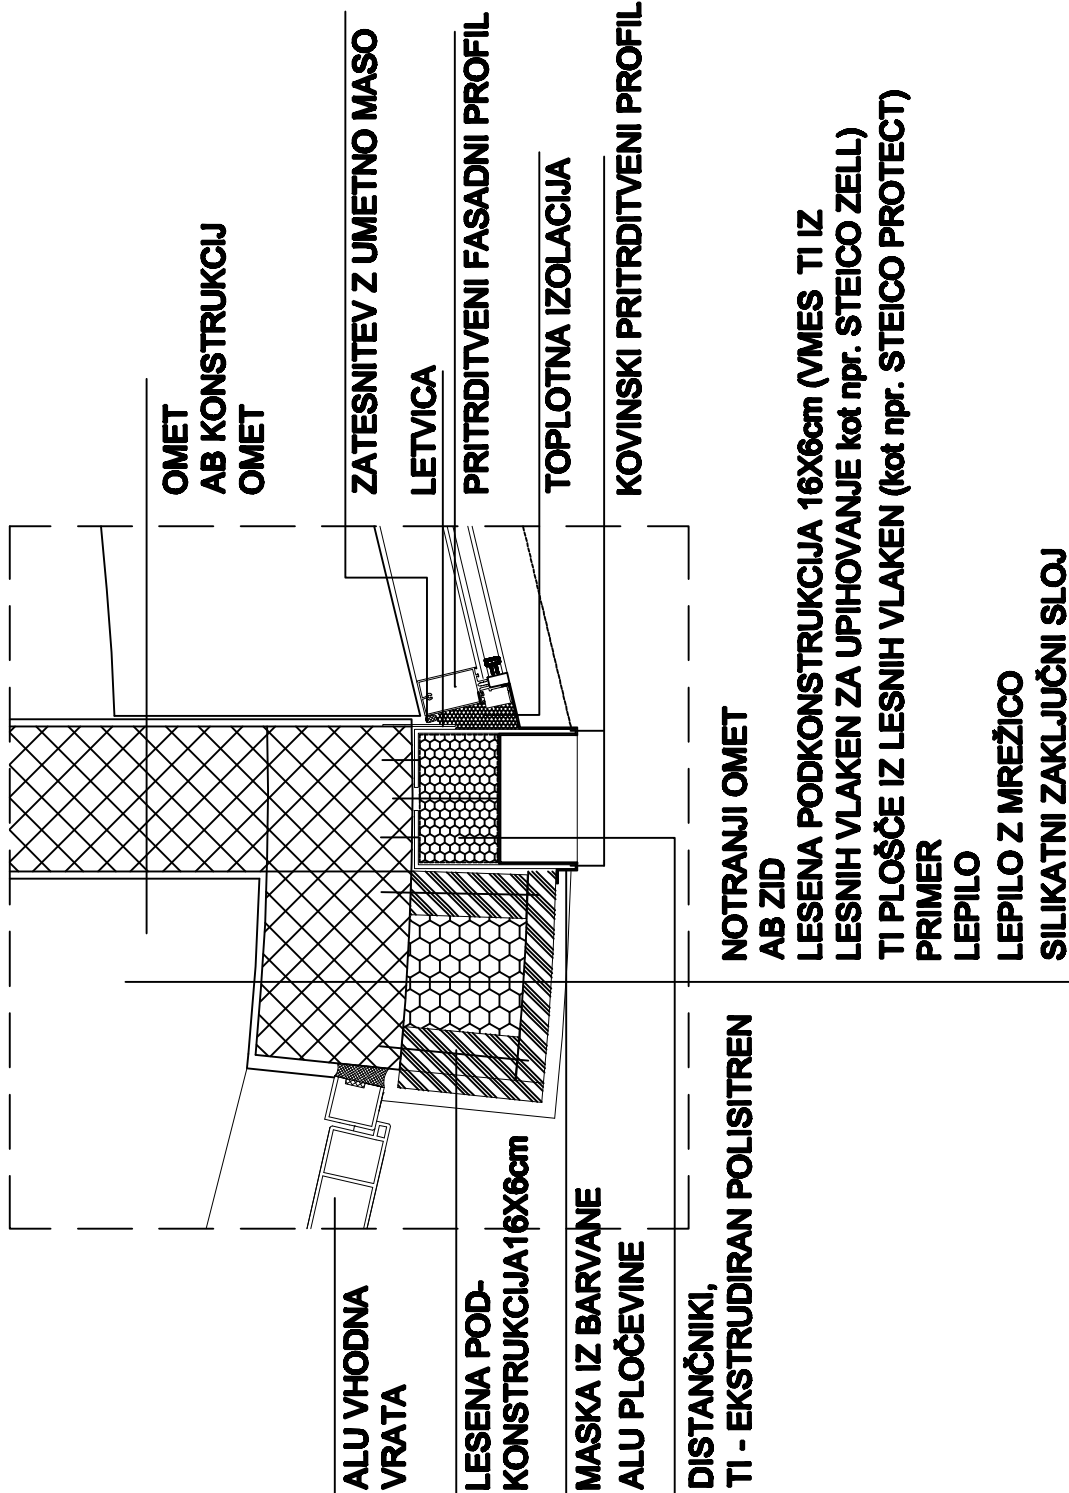 OMET
AB KONSTRUKCIJ
OMET
ZATESNITEV Z UMETNO MASO
LETVICA
PRITRDITVENI FASADNI PROFIL
TOPLOTNA IZOLACIJA
KOVINSKI PRITRDITVENI PROFIL
NOTRANJI OMET
AB ZID
LESENA PODKONSTRUKCIJA 16X6cm (VMES TI IZ
LESNIH VLAKEN ZA UPIHOVANJE kot npr. STEICO ZELL)
TI PLOŠČE IZ LESNIH VLAKEN (kot npr. STEICO PROTECT)
PRIMER
LEPILO
LEPILO Z MREŽICO
SILIKATNI ZAKLJUČNI SLOJ
ALU VHODNA
VRATA
LESENA POD-
KONSTRUKCIJA16X6cm
MASKA IZ BARVANE
ALU PLOČEVINE
DISTANČNIKI,
TI - EKSTRUDIRAN POLISITREN